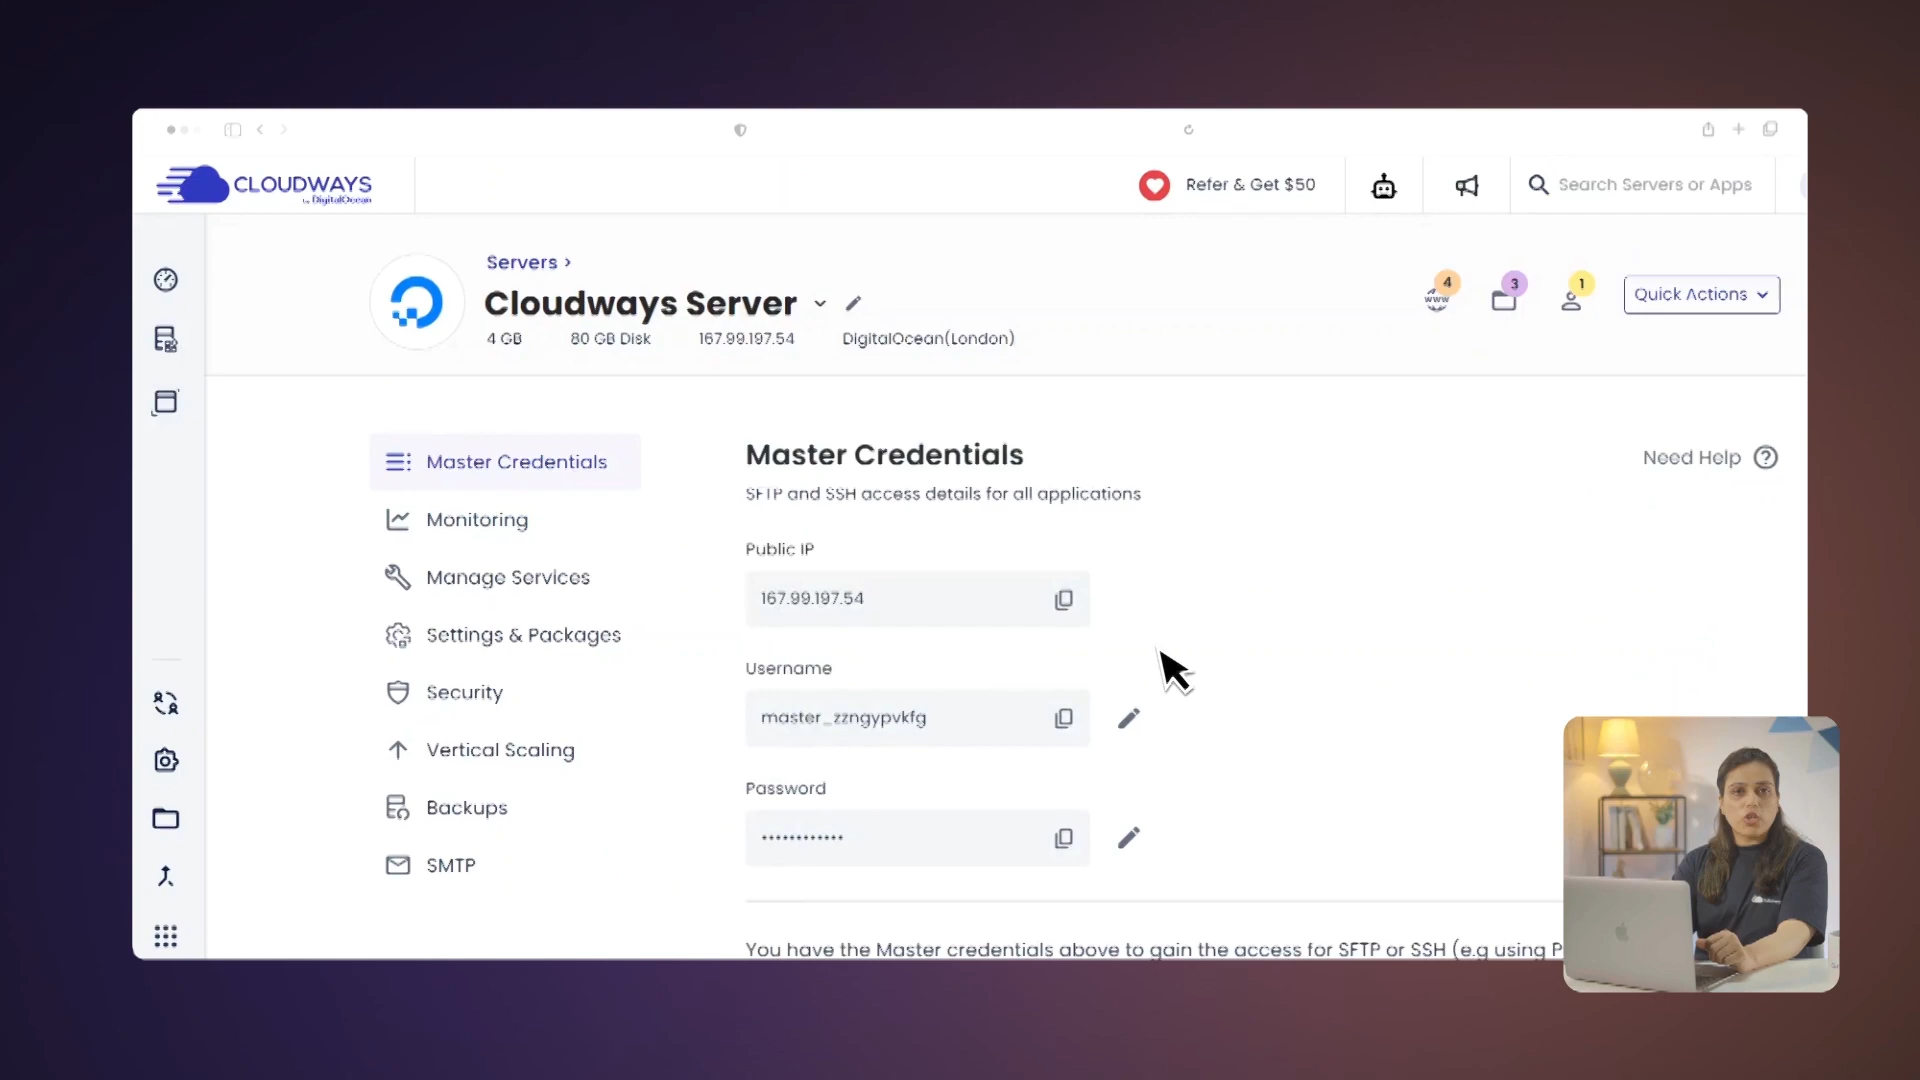 CLOUDWAYS
by DigitalOcean
Refer & Get $50
Search Servers or Apps
Servers ›
Cloudways Server
4 GB 80 GB Disk 167.99.197.54 DigitalOcean(London)
www
4
3
1
Quick Actions
Master Credentials
Monitoring
Manage Services
Settings & Packages
Security
Vertical Scaling
Backups
SMTP
Master Credentials
Need Help
SFTP and SSH access details for all applications
Public IP
167.99.197.54
Username
master_zzngypvkfg
Password
••••••••••••
You have the Master credentials above to gain the access for SFTP or SSH (e.g using P